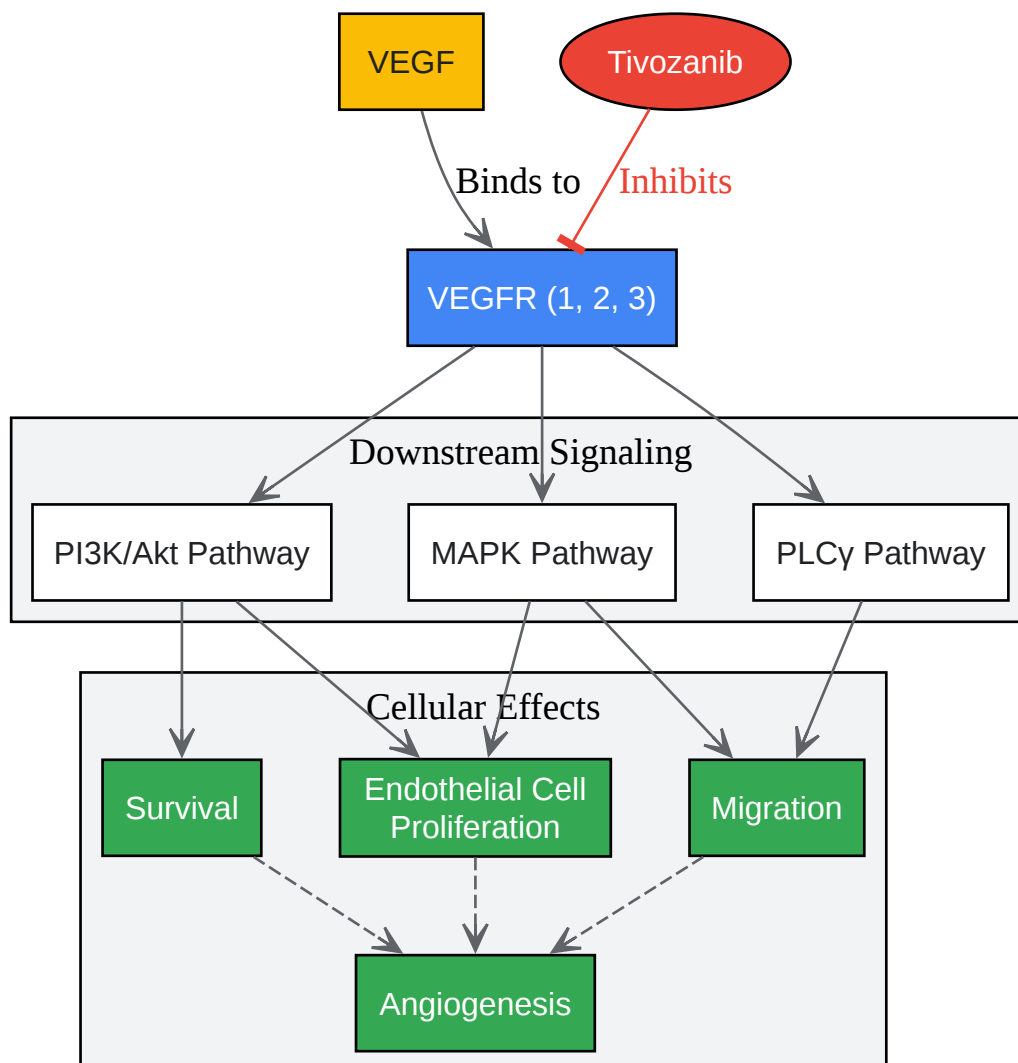 VEGF
Tivozanib
Binds to
Inhibits
VEGFR (1, 2, 3)
Downstream Signaling
PI3K/Akt Pathway
MAPK Pathway
PLCγ Pathway
Cellular Effects
Survival
Endothelial Cell
Proliferation
Migration
Angiogenesis